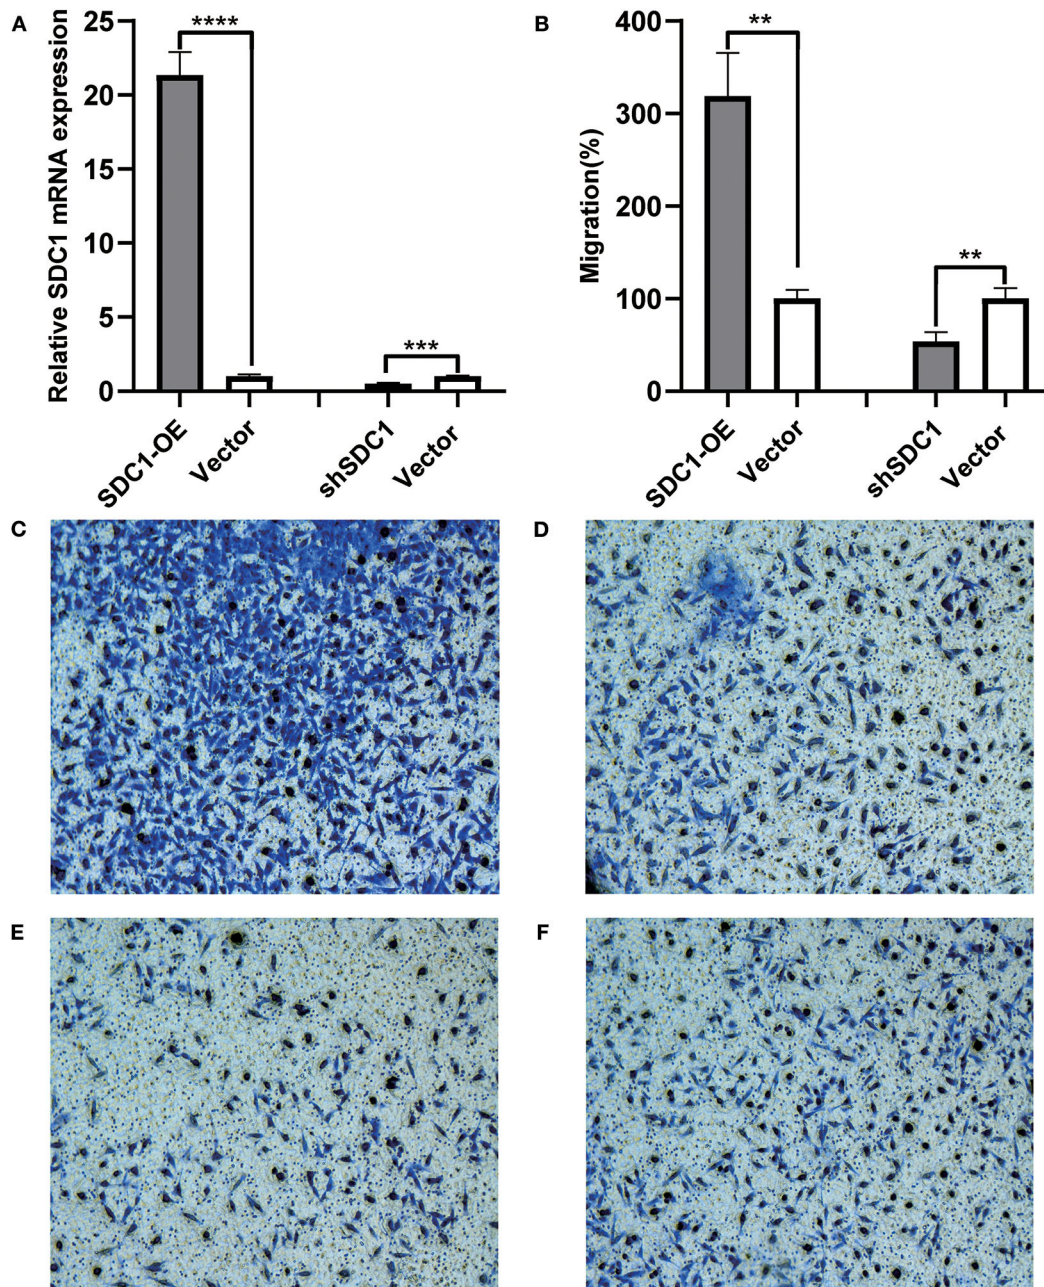 A
Relative SDC1 mRNA expression
25
20
15
10
5
0
****
***
SDC1-OE
Vector
shSDC1
Vector
B
Migration(%)
400
300
200
100
0
**
**
SDC1-OE
Vector
shSDC1
Vector
C
D
E
F